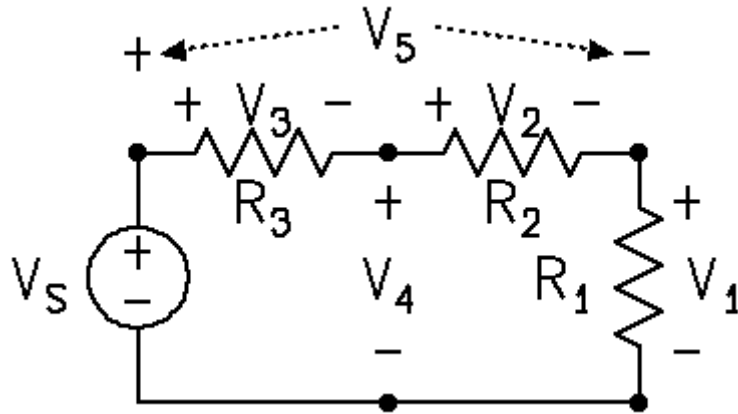 + V5 −
+ V3 − + V2 −
R3 + R2 +
VS + − V4 R1 V1
− −